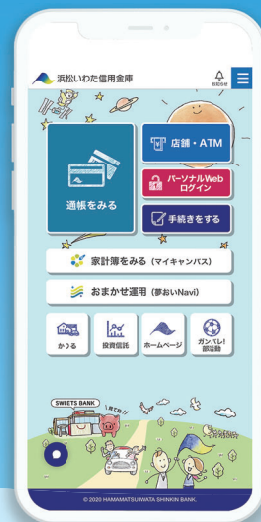 浜松いわた信用金庫
お知らせ
通帳をみる
店舗・ATM
パーソナルWeb
ログイン
手続きをする
家計簿をみる（マイキャンバス）
おまかせ運用（夢おいNavi）
かりる
投資信託
ホームページ
ガンバレ！
部活動
SWIETS BANK
© 2020 HAMAMATSUIWATA SHINKIN BANK.